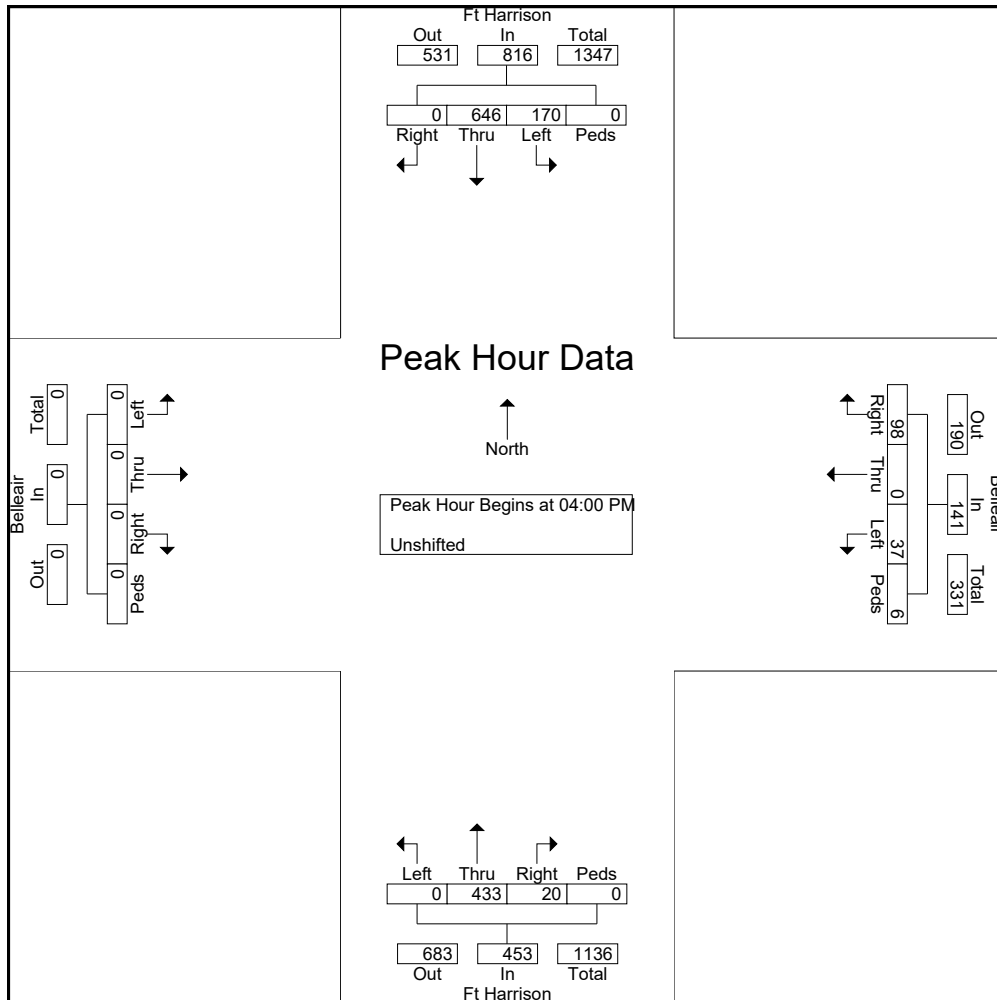 Ft Harrison
Out In Total
531 816 1347
0 646 170 0
Right Thru Left Peds
Peak Hour Data
North
Peak Hour Begins at 04:00 PM
Unshifted
Belleair
Total In Out
0 0 0
0 0 0 0
Left Thru Right Peds
Right Thru Left Peds
98 0 37 6
Out In Total
190 141 331
Belleair
Left Thru Right Peds
0 433 20 0
683 453 1136
Out In Total
Ft Harrison